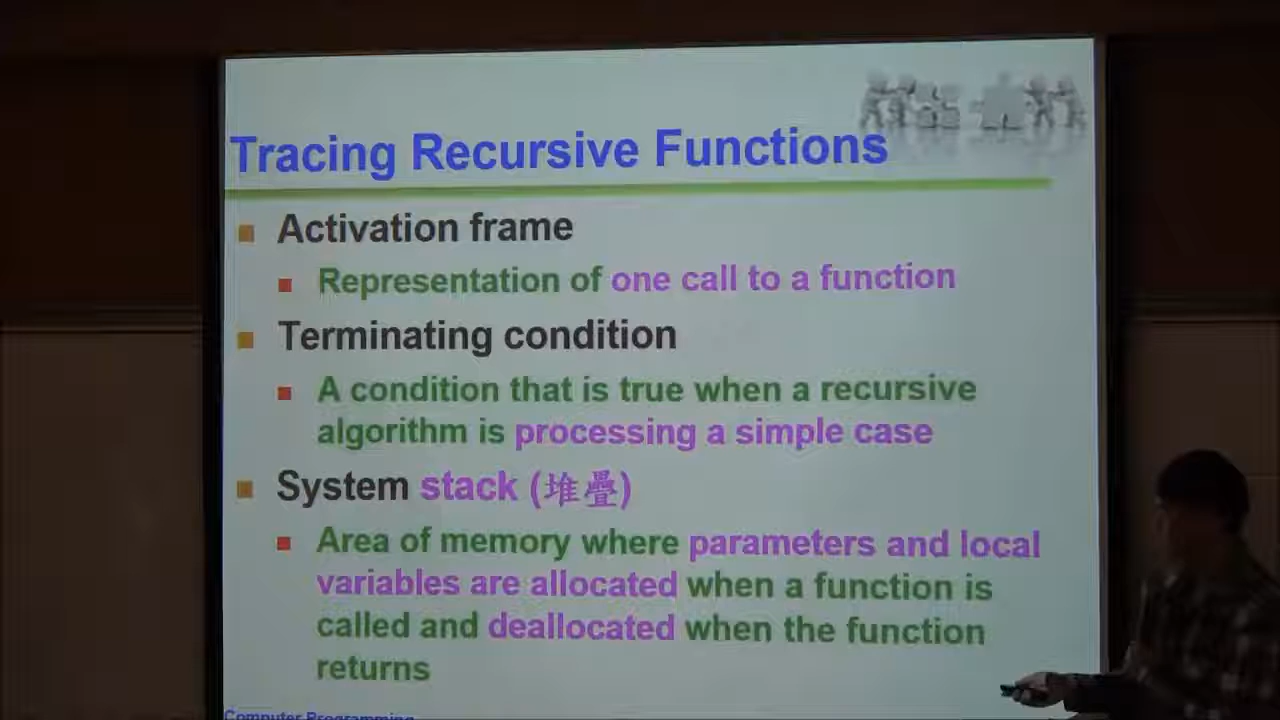 Tracing Recursive Functions
Activation frame
Representation of one call to a function
Terminating condition
A condition that is true when a recursive
algorithm is processing a simple case
System stack (堆疊)
Area of memory where parameters and local
variables are allocated when a function is
called and deallocated when the function
returns
Computer Programming